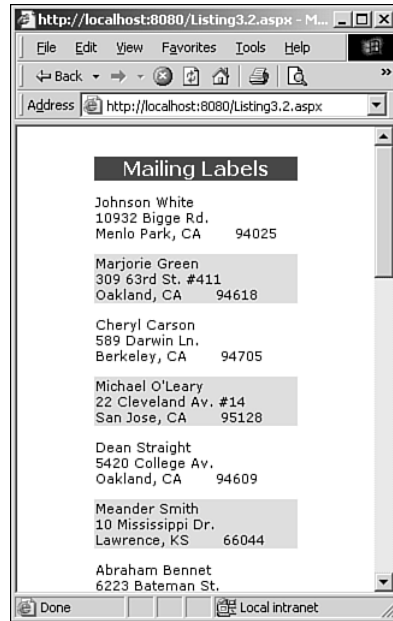 http://localhost:8080/Listing3.2.aspx - M...
File Edit View Favorites Tools Help
Back »
Address http://localhost:8080/Listing3.2.aspx
Mailing Labels
Johnson White
10932 Bigge Rd.
Menlo Park, CA 94025
Marjorie Green
309 63rd St. #411
Oakland, CA 94618
Cheryl Carson
589 Darwin Ln.
Berkeley, CA 94705
Michael O'Leary
22 Cleveland Av. #14
San Jose, CA 95128
Dean Straight
5420 College Av.
Oakland, CA 94609
Meander Smith
10 Mississippi Dr.
Lawrence, KS 66044
Abraham Bennet
6223 Bateman St.
Done Local intranet